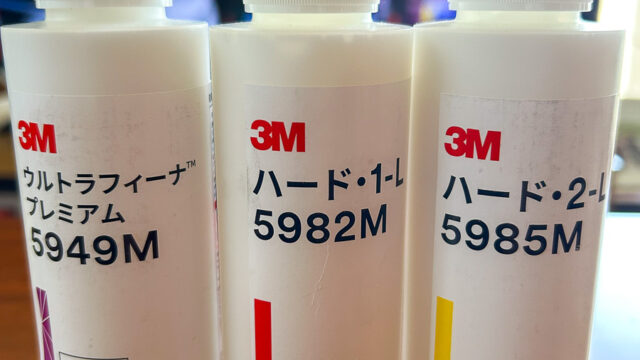 3M
ウルトラフィーナ™
プレミアム
5949M
3M
ハード・1-L
5982M
3M
ハード・2-L
5985M